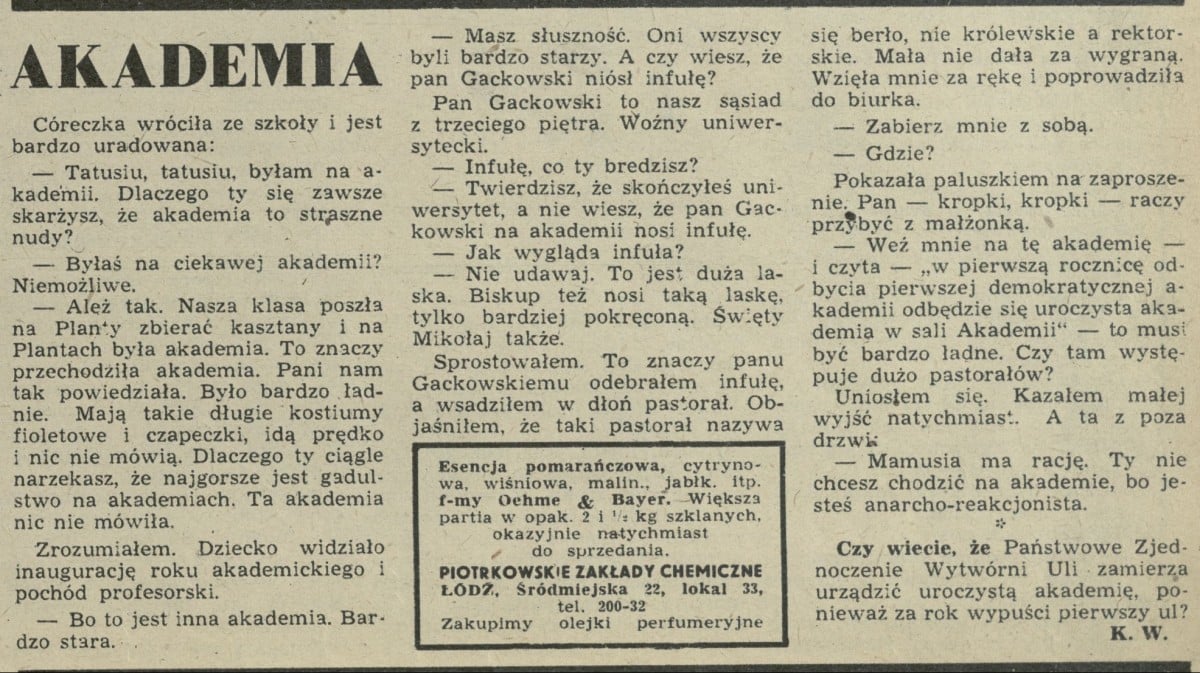 AKADEMIA
Córeczka wróciła ze szkoły i jest
bardzo uradowana:
— Tatusiu, tatusiu, byłam na a-
kademii. Dlaczego ty się zawsze
skarżysz, że akademia to straszne
nudy?
— Byłaś na ciekawej akademii?
Niemożliwe.
— Ależ tak. Nasza klasa poszła
na Planty zbierać kasztany i na
Plantach była akademia. To znaczy
przechodziła akademia. Pani nam
tak powiedziała. Było bardzo ład-
nie. Mają takie długie kostiumy
fioletowe i czapeczki, idą prędko
i nic nie mówią. Dlaczego ty ciągle
narzekasz, że najgorsze jest gadul-
stwo na akademiach. Ta akademia
nic nie mówiła.
Zrozumiałem. Dziecko widziało
inaugurację roku akademickiego i
pochód profesorski.
— Bo to jest inna akademia. Bar-
dzo stara.
— Masz słuszność. Oni wszyscy
byli bardzo starzy. A czy wiesz, że
pan Gackowski niósł infułę?
Pan Gackowski to nasz sąsiad
z trzeciego piętra. Woźny uniwer-
sytecki.
— Infułę, co ty bredzisz?
— Twierdzisz, że skończyłeś uni-
wersytet, a nie wiesz, że pan Gac-
kowski na akademii nosi infułę.
— Jak wygląda infuła?
— Nie udawaj. To jest duża la-
ska. Biskup też nosi taką laskę,
tylko bardziej pokręconą. Święty
Mikołaj także.
Sprostowałem. To znaczy panu
Gackowskiemu odebrałem infułę,
a wsadziłem w dłoń pastorał. Ob-
jaśniłem, że taki pastorał nazywa
Esencja pomarańczowa, cytryno-
wa, wiśniowa, malin., jabłk. itp.
f-my Oehme & Bayer. Większa
partia w opak. 2 i ½ kg szklanych,
okazyjnie natychmiast
do sprzedania.
PIOTRKOWSKIE ZAKŁADY CHEMICZNE
ŁÓDŹ, Śródmiejska 22, lokal 33,
tel. 200-32
Zakupimy olejki perfumeryjne
się berło, nie królewskie a rektor-
skie. Mała nie dała za wygraną.
Wzięła mnie za rękę i poprowadziła
do biurka.
— Zabierz mnie z sobą.
— Gdzie?
Pokazała paluszkiem na zaprosze-
nie. Pan — kropki, kropki — raczy
przybyć z małżonką.
— Weź mnie na tę akademię —
i czyta — „w pierwszą rocznicę od-
bycia pierwszej demokratycznej a-
kademii odbędzie się uroczysta aka-
demia w sali Akademii“ — to musi
być bardzo ładne. Czy tam wystę-
puje dużo pastorałów?
Uniosłem się. Kazałem małej
wyjść natychmiast. A ta z poza
drzwi:
— Mamusia ma rację. Ty nie
chcesz chodzić na akademie, bo je-
steś anarcho-reakcjonista.
*
Czy wiecie, że Państwowe Zjed-
noczenie Wytwórni Uli zamierza
urządzić uroczystą akademię, po-
nieważ za rok wypuści pierwszy ul?
K. W.